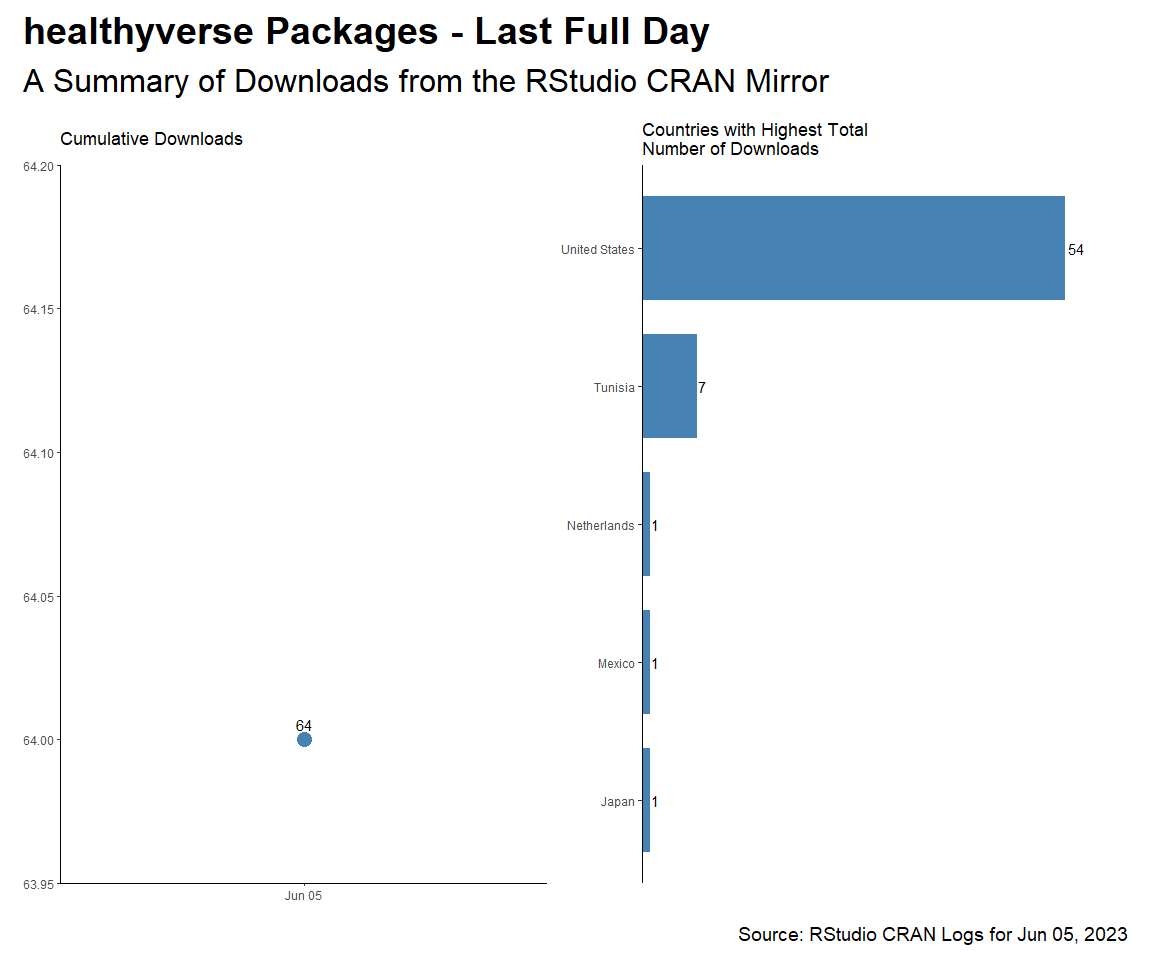 healthyverse Packages - Last Full Day
A Summary of Downloads from the RStudio CRAN Mirror
Cumulative Downloads
64.20
64.15
64.10
64.05
64.00
63.95
64
Jun 05
Countries with Highest Total
Number of Downloads
United States
54
Tunisia
7
Netherlands
1
Mexico
1
Japan
1
Source: RStudio CRAN Logs for Jun 05, 2023